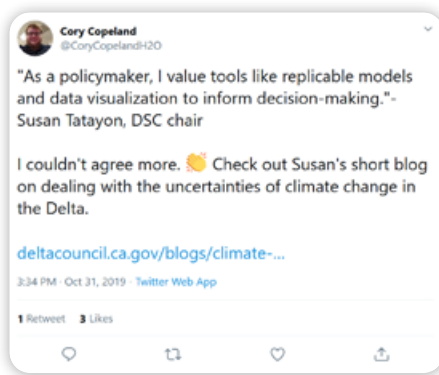 Cory Copeland
@CoryCopelandH2O
"As a policymaker, I value tools like replicable models
and data visualization to inform decision-making."-
Susan Tatayon, DSC chair
I couldn't agree more. 👏 Check out Susan's short blog
on dealing with the uncertainties of climate change in
the Delta.
deltacouncil.ca.gov/blogs/climate-...
3:34 PM · Oct 31, 2019 · Twitter Web App
1 Retweet 3 Likes